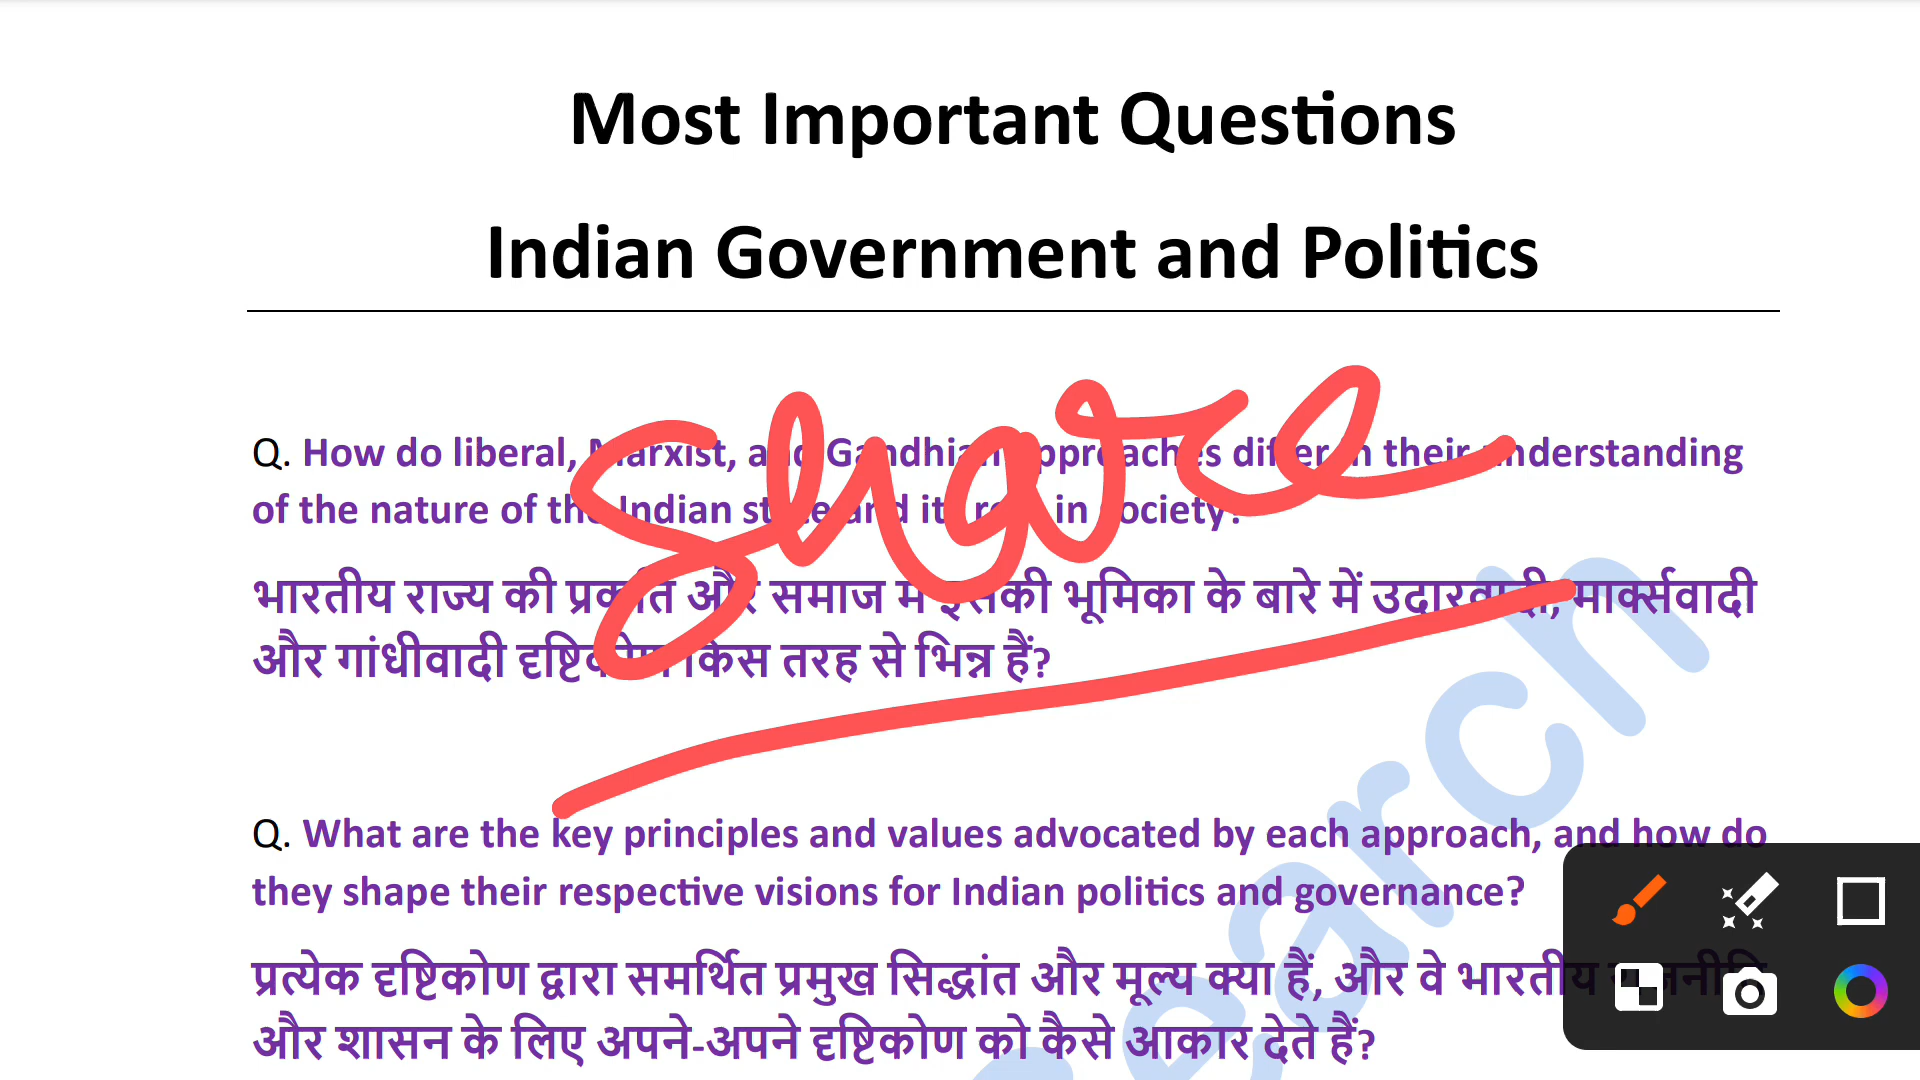 Most Important Questions
Indian Government and Politics
Q. How do liberal, Marxist, and Gandhian approaches differ in their understanding
of the nature of the Indian state and its role in society?
share
भारतीय राज्य की प्रकृति और समाज में इसकी भूमिका के बारे में उदारवादी, मार्क्सवादी
और गांधीवादी दृष्टिकोण किस तरह से भिन्न हैं?
Q. What are the key principles and values advocated by each approach, and how do
they shape their respective visions for Indian politics and governance?
प्रत्येक दृष्टिकोण द्वारा समर्थित प्रमुख सिद्धांत और मूल्य क्या हैं, और वे भारतीय राजनीति
और शासन के लिए अपने-अपने दृष्टिकोण को कैसे आकार देते हैं?
earch